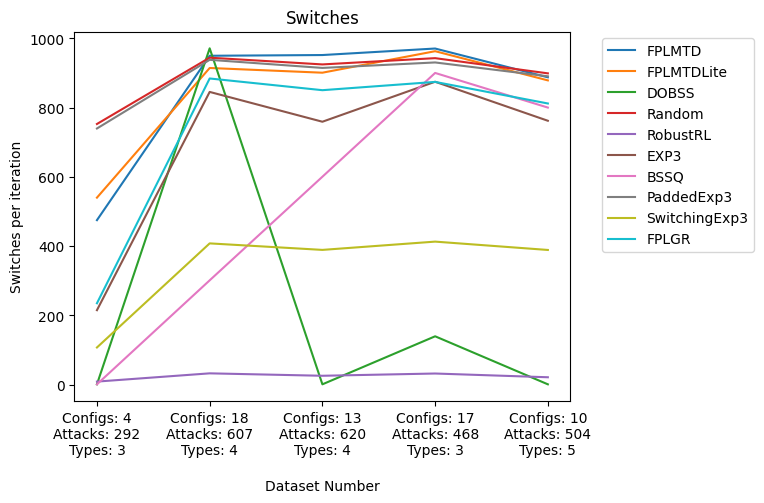 Switches
1000
800
600
400
200
0
Switches per iteration
Configs: 4
Attacks: 292
Types: 3
Configs: 18
Attacks: 607
Types: 4
Configs: 13
Attacks: 620
Types: 4
Configs: 17
Attacks: 468
Types: 3
Configs: 10
Attacks: 504
Types: 5
Dataset Number
FPLMTD
FPLMTDLite
DOBSS
Random
RobustRL
EXP3
BSSQ
PaddedExp3
SwitchingExp3
FPLGR